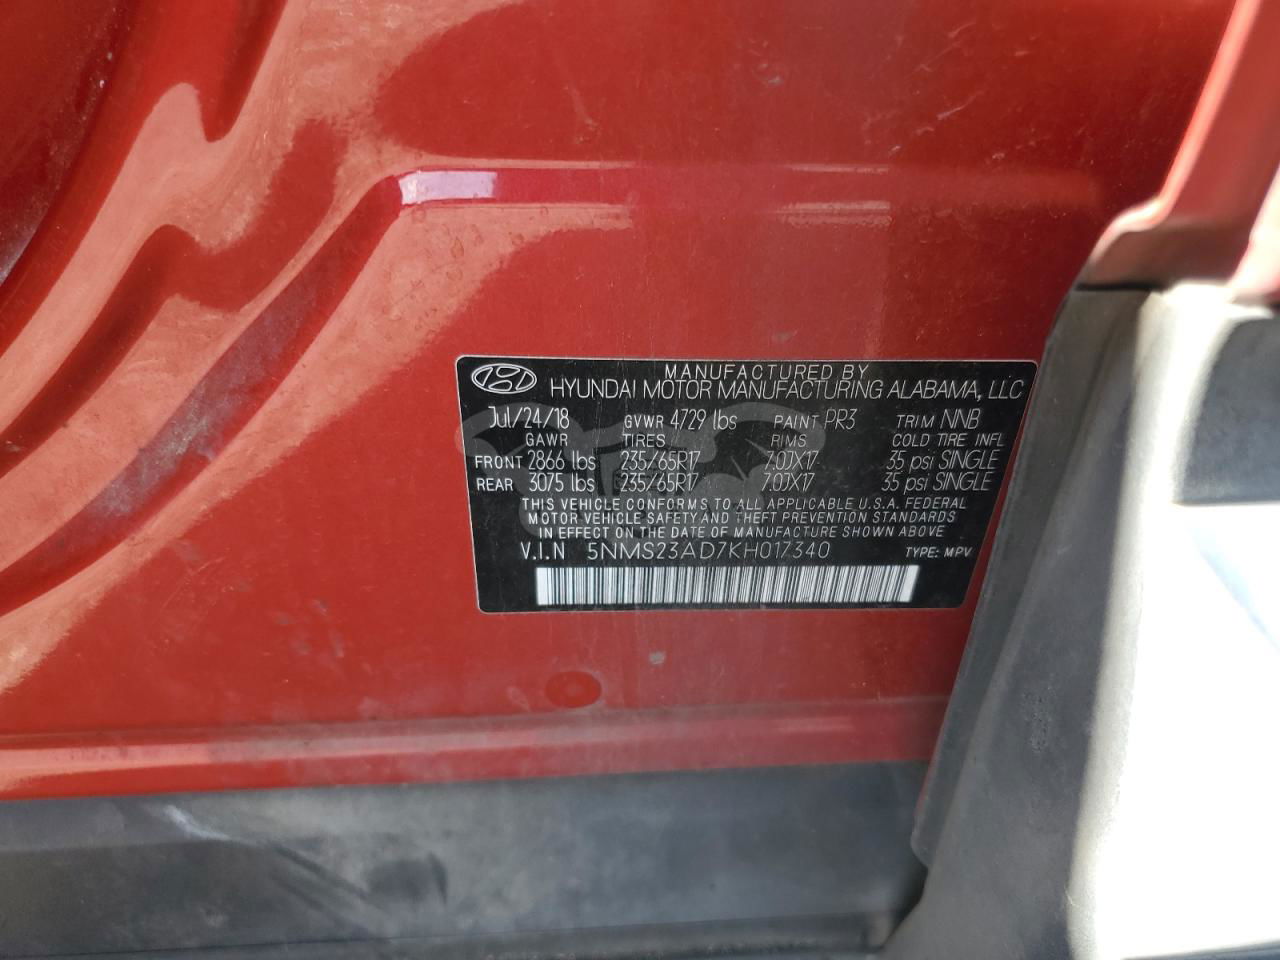 MANUFACTURED BY
HYUNDAI MOTOR MANUFACTURING ALABAMA, LLC
Jul/24/18 GVWR 4729 lbs PAINT PR3 TRIM NNB
GAWR TIRES RIMS COLD TIRE INFL
FRONT 2866 lbs 235/65R17 7.0JX17 35 psi SINGLE
REAR 3075 lbs 235/65R17 7.0JX17 35 psi SINGLE
THIS VEHICLE CONFORMS TO ALL APPLICABLE U.S.A. FEDERAL
MOTOR VEHICLE SAFETY AND THEFT PREVENTION STANDARDS
IN EFFECT ON THE DATE OF MANUFACTURE SHOWN ABOVE
V.I.N 5NMS23AD7KH017340 TYPE: MPV